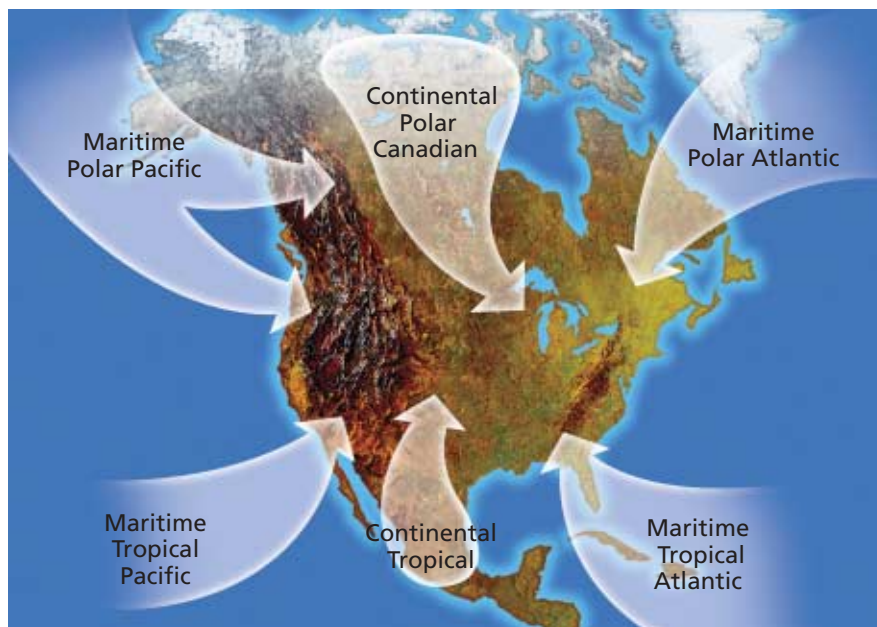 Continental
Polar
Canadian
Maritime
Polar Pacific
Maritime
Polar Atlantic
Maritime
Tropical
Pacific
Continental
Tropical
Maritime
Tropical
Atlantic